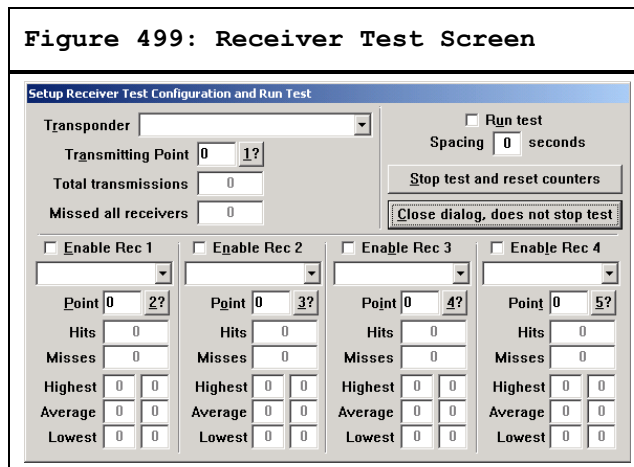 Figure 499: Receiver Test Screen
Setup Receiver Test Configuration and Run Test
Transponder
Transmitting Point 0 1?
Total transmissions 0
Missed all receivers 0
Run test
Spacing 0 seconds
Stop test and reset counters
Close dialog, does not stop test
Enable Rec 1 Enable Rec 2 Enable Rec 3 Enable Rec 4
Point 0 2? Point 0 3? Point 0 4? Point 0 5?
Hits 0 Hits 0 Hits 0 Hits 0
Misses 0 Misses 0 Misses 0 Misses 0
Highest 0 0 Highest 0 0 Highest 0 0 Highest 0 0
Average 0 0 Average 0 0 Average 0 0 Average 0 0
Lowest 0 0 Lowest 0 0 Lowest 0 0 Lowest 0 0